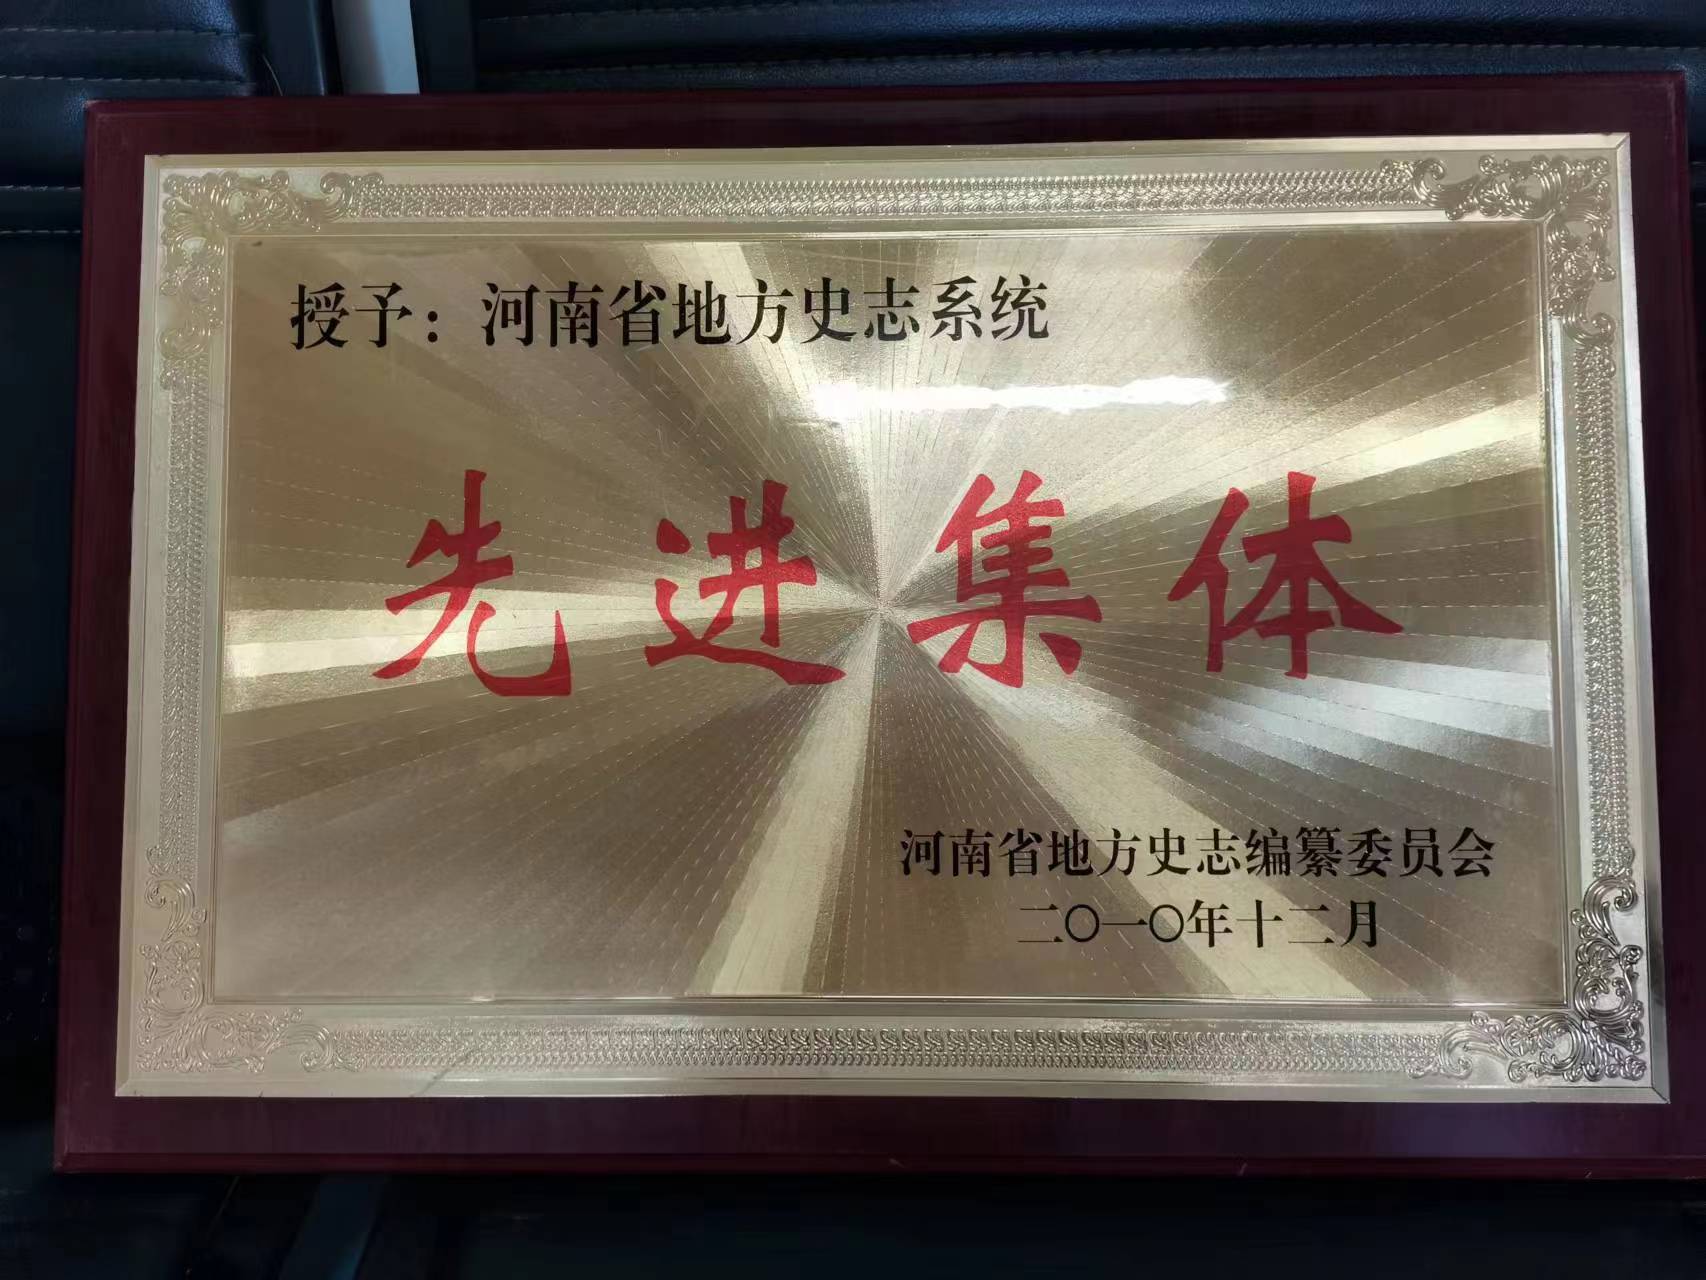 授予：河南省地方史志系统
先进集体
河南省地方史志编纂委员会
二〇一〇年十二月